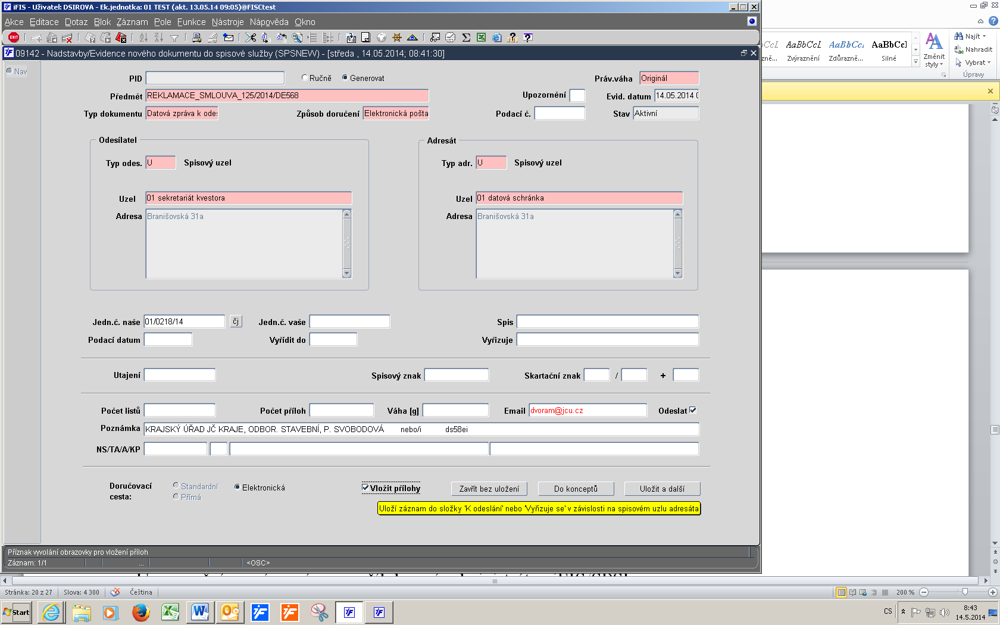 iFIS - Uživatel: DSIROVA - Ek.jednotka: 01 TEST (akt. 13.05.14 09:05)@FISCtest
Akce Editace Dotaz Blok Záznam Pole Funkce Nástroje Nápověda Okno
EXIT
09142 - Nadstavby/Evidence nového dokumentu do spisové služby (SPSNEW) - [středa , 14.05.2014; 08:41:30]
Nav
PID Ručně Generovat Práv.váha Originál
Předmět REKLAMACE_SMLOUVA_125/2014/DE568 Upozornění Evid. datum 14.05.2014 0
Typ dokumentu Datová zpráva k ode Způsob doručení Elektronická pošta Podací č. Stav Aktivní
Odesílatel Adresát
Typ odes. U Spisový uzel Typ adr. U Spisový uzel
Uzel 01 sekretariát kvestora Uzel 01 datová schránka
Adresa Branišovská 31a Adresa Branišovská 31a
Jedn.č. naše 01/0218/14 čj Jedn.č. vaše Spis
Podací datum Vyřídit do Vyřizuje
Utajení Spisový znak Skartační znak / +
Počet listů Počet příloh Váha [g] Email dvoram@jcu.cz Odeslat
Poznámka KRAJSKÝ ÚŘAD JČ KRAJE, ODBOR. STAVEBNÍ, P. SVOBODOVÁ nebo/i ds58ei
NS/TA/A/KP
Doručovací cesta: Standardní Přímá Elektronická Vložit přílohy Zavřít bez uložení Do konceptů Uložit a další
Uloží záznam do složky 'K odeslání' nebo 'Vyřizuje se' v závislosti na spisovém uzlu adresáta
Příznak vyvolání obrazovky pro vložení příloh
Záznam: 1/1 ... <OSC>
AaBbCcL AaBbCcL AaBbCc
Zvýraznění Zdůrazně... Silné
Změnit styly
Najít
Nahradit
Vybrat
Úpravy
Stránka: 20 z 27 Slova: 4 300 Čeština 200 %
Start CS 8:43
14.5.2014